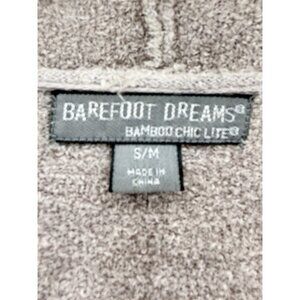 BAREFOOT DREAMS®
BAMBOO CHIC LITE®
S/M
MADE IN
CHINA